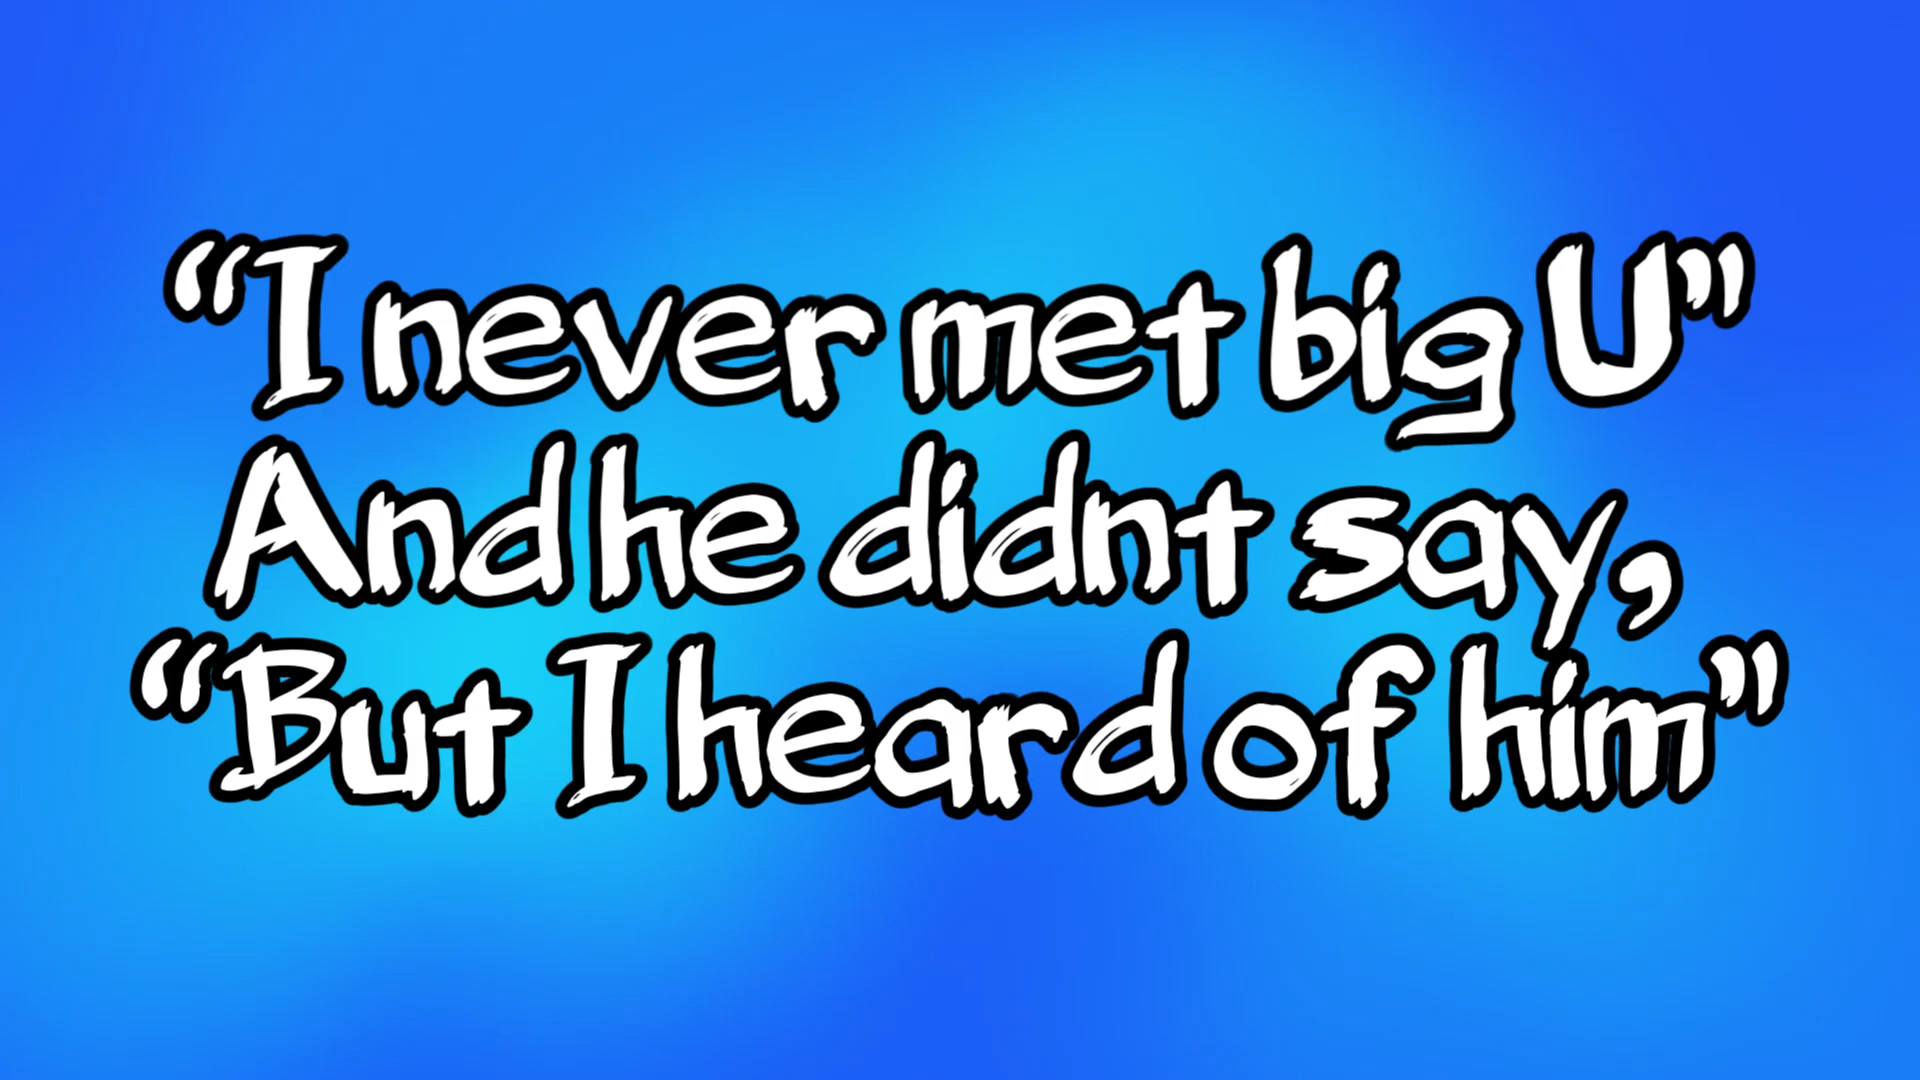 “I never met big U”
And he didnt say,
“But I heard of him”